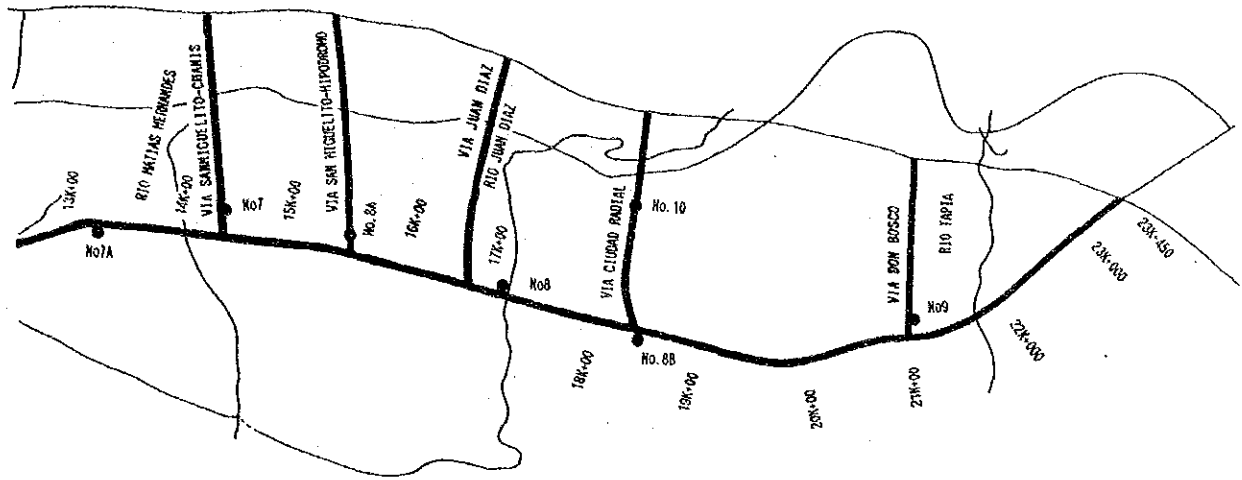 13K+00
No7A
RIO MATIAS HERNANDES
14K+00
VIA SANMIGUELITO-CHANIS
No7
15K+00
VIA SAN MIGUELITO-HIPODROMO
No.8A
16K+00
VIA JUAN DIAZ
RIO JUAN DIAZ
17K+00
No8
18K+00
VIA CIUDAD RADIAL
No.10
No.8B
19K+00
20K+00
VIA DON BOSCO
No9
21K+00
RIO TAPIA
22K+000
23K+000
23K+450